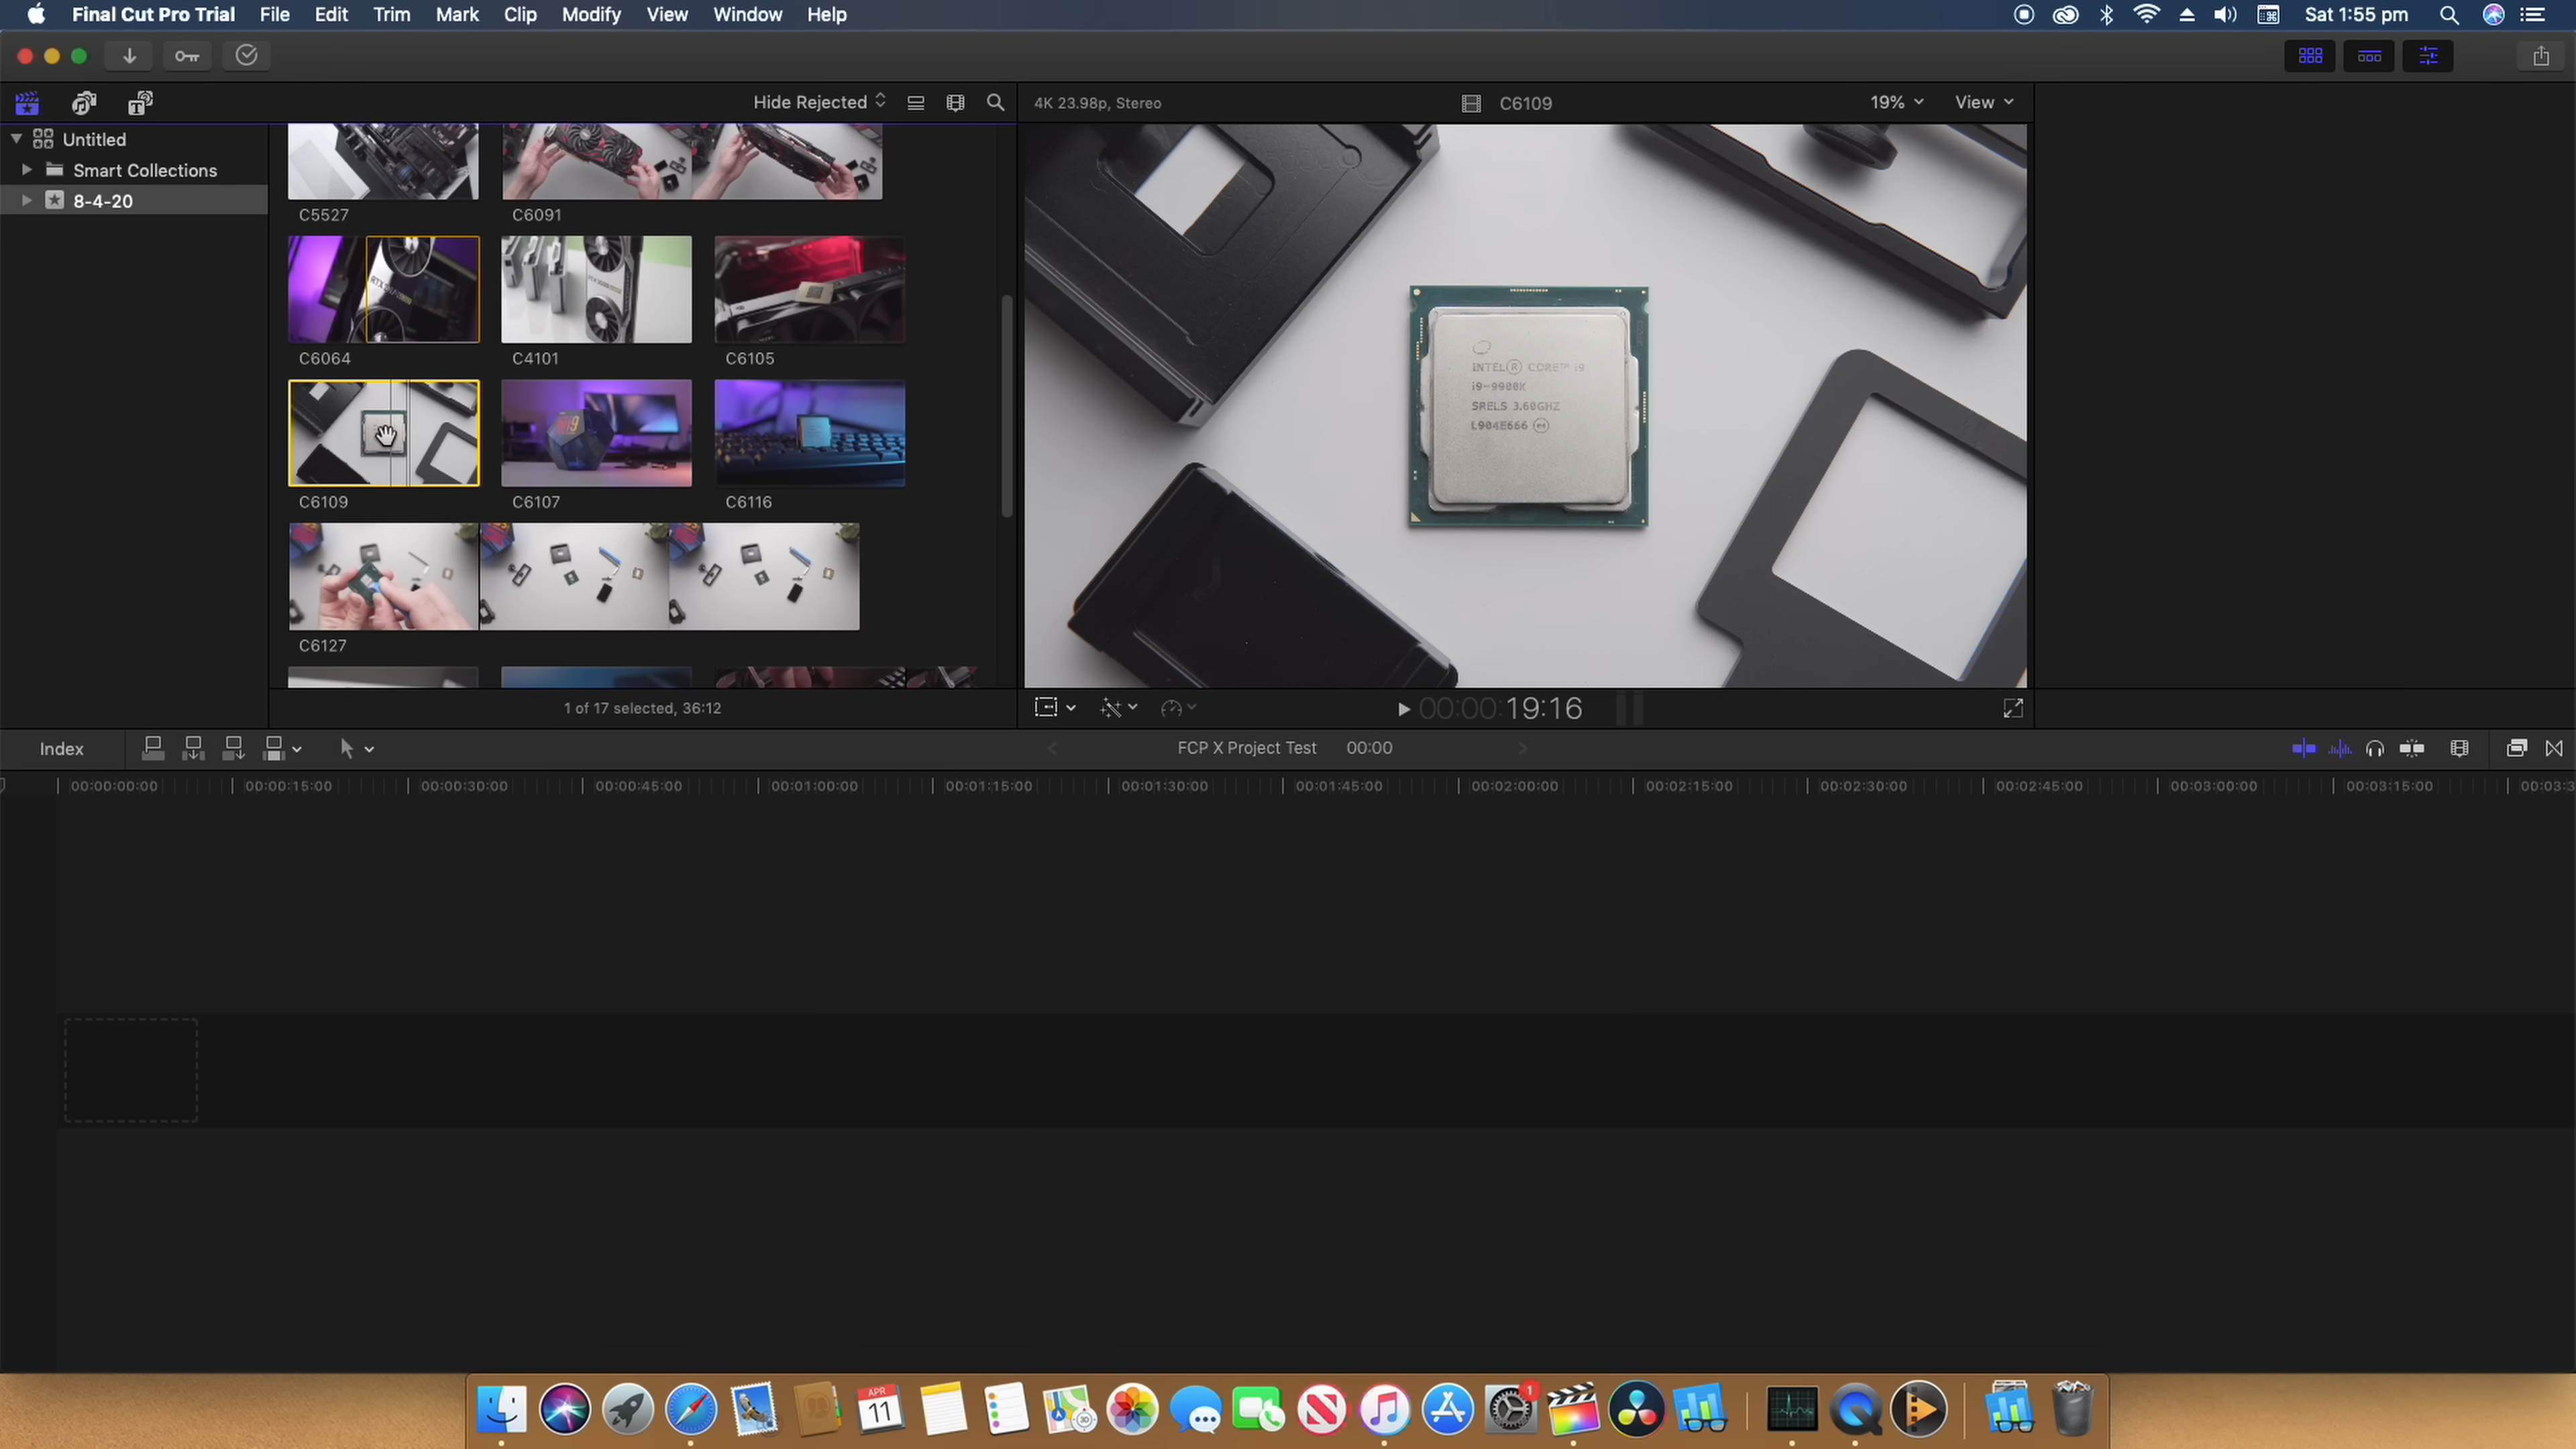 Final Cut Pro Trial File Edit Trim Mark Clip Modify View Window Help Sat 1:55 pm
Hide Rejected 4K 23.98p, Stereo C6109 19% View
Untitled
Smart Collections
8-4-20
C5527 C6091
C6064 C4101 C6105
C6109 C6107 C6116
C6127
INTEL® CORE™ i9
i9-9900K
SRELS 3.60GHZ
L904E666
1 of 17 selected, 36:12
00:00:19:16
Index FCP X Project Test 00:00
00:00:00:00 00:00:15:00 00:00:30:00 00:00:45:00 00:01:00:00 00:01:15:00 00:01:30:00 00:01:45:00 00:02:00:00 00:02:15:00 00:02:30:00 00:02:45:00 00:03:00:00 00:03:15:00 00:03:3
APR
11
3D
1